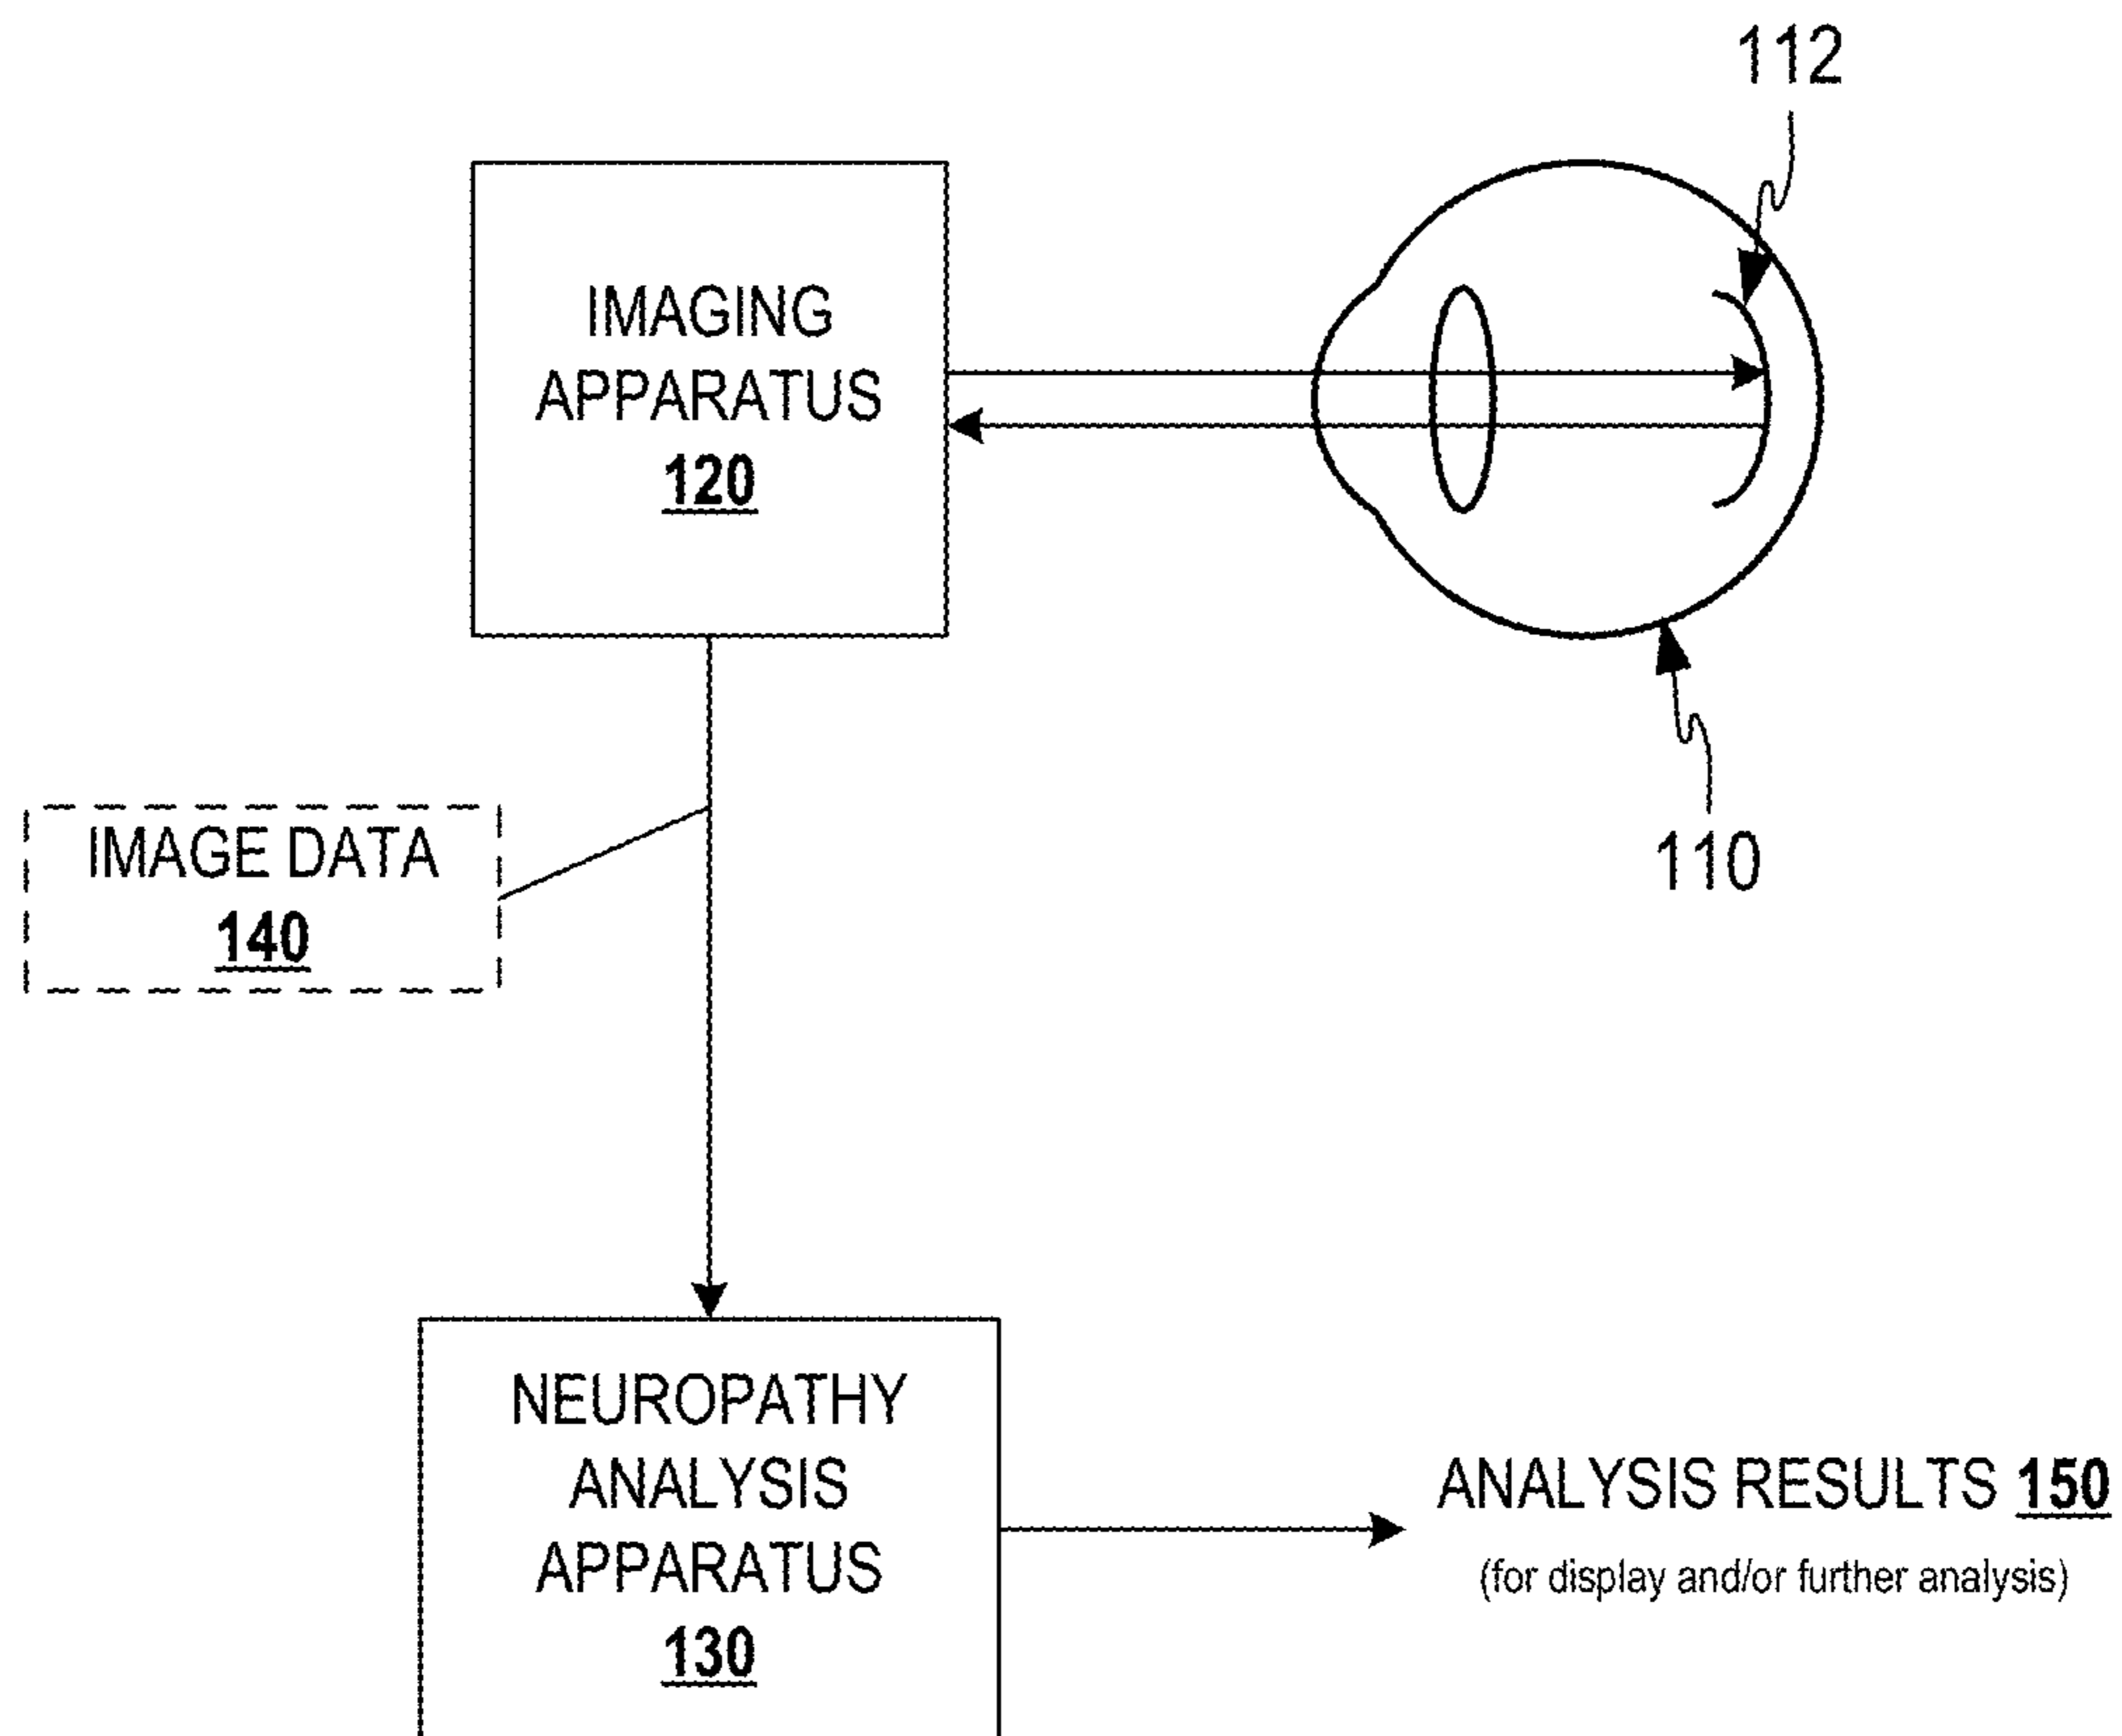 112
IMAGING
APPARATUS
120
IMAGE DATA
140
110
NEUROPATHY
ANALYSIS
APPARATUS
130
ANALYSIS RESULTS 150
(for display and/or further analysis)